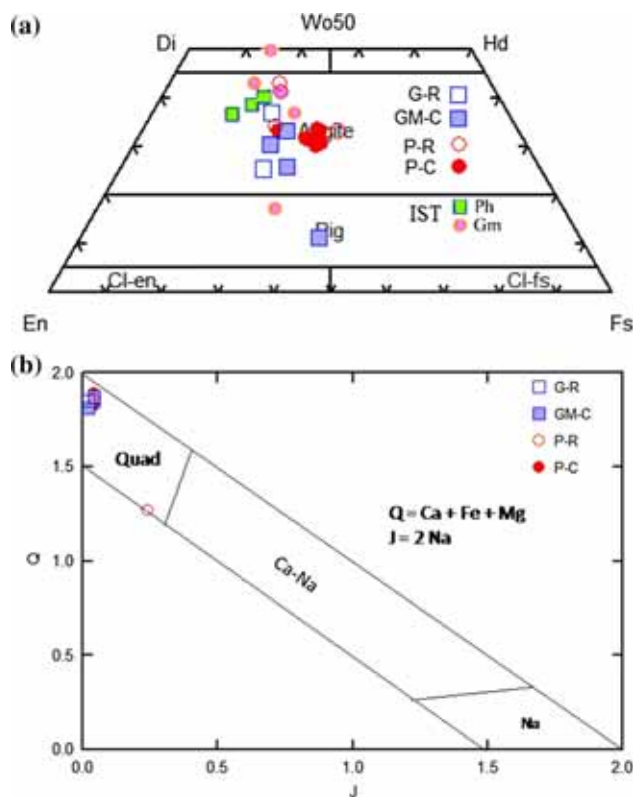 (a)
Wo50
Di
Hd
G-R
GM-C
Augite
P-R
P-C
IST
Ph
Gm
Pig
Cl-en
Cl-fs
En
Fs
(b)
2.0
G-R
GM-C
P-R
P-C
1.5
Quad
Q = Ca + Fe + Mg
J = 2 Na
Q
1.0
Ca-Na
0.5
Na
0.0
0.0
0.5
1.0
1.5
2.0
J